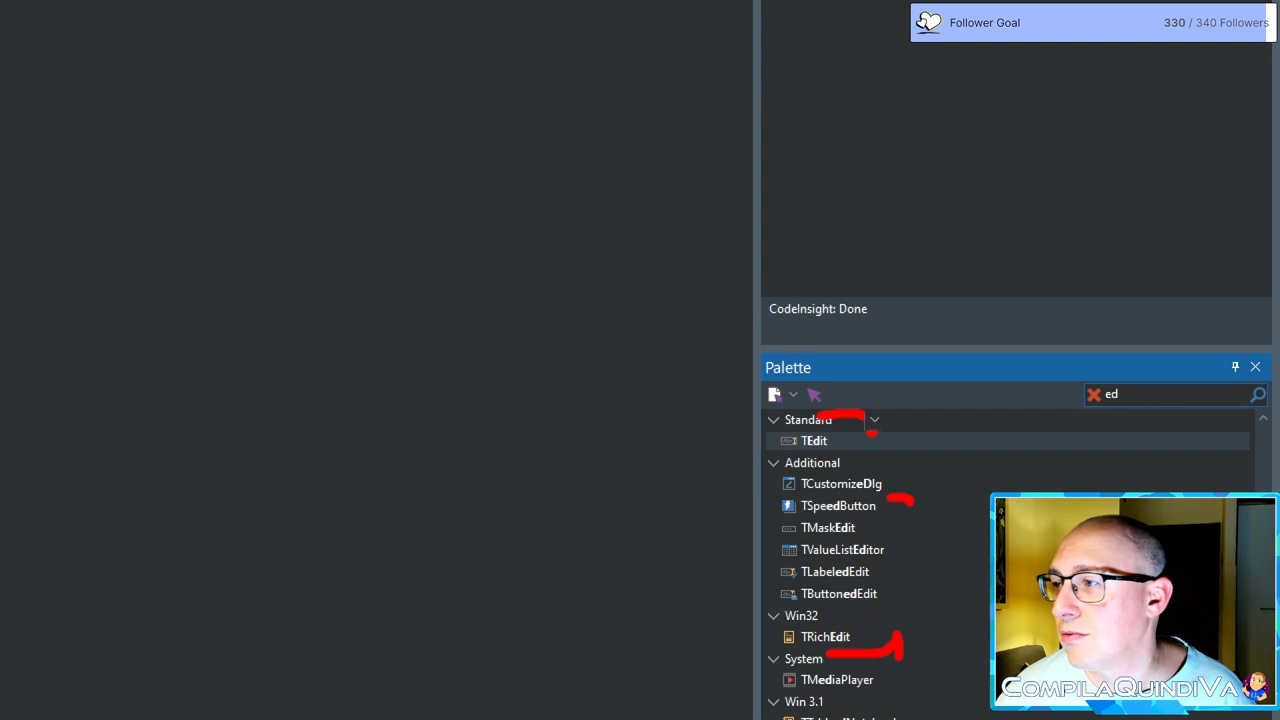 Follower Goal 330 / 340 Followers
CodeInsight: Done
Palette
ed
Standard
TEdit
Additional
TCustomizeDlg
TSpeedButton
TMaskEdit
TValueListEditor
TLabeledEdit
TButtonedEdit
Win32
TRichEdit
System
TMediaPlayer
Win 3.1
CompilaQuindiVa